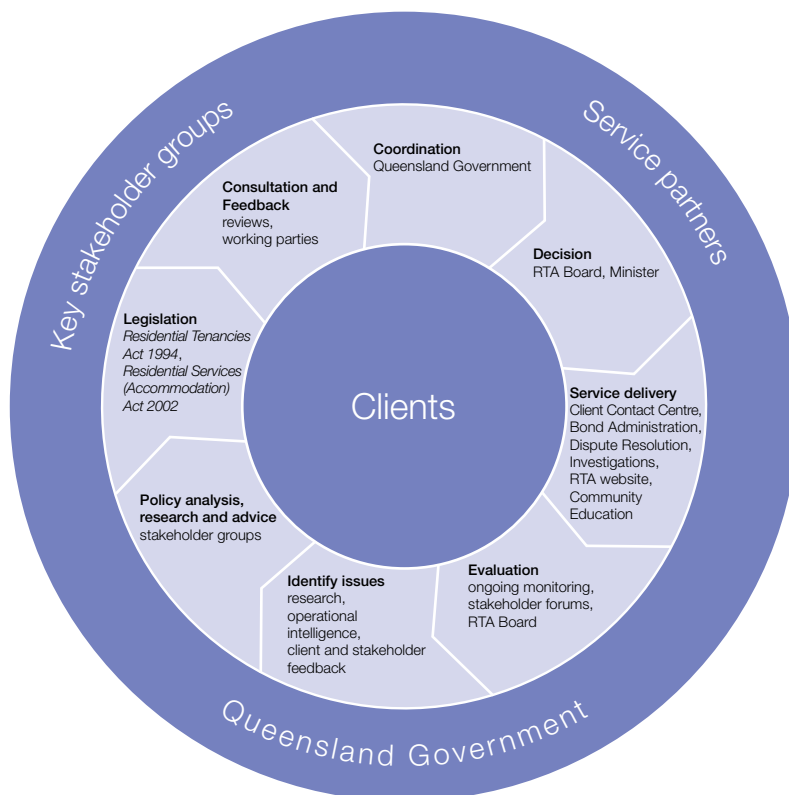 Key stakeholder groups
Service partners
Coordination
Queensland Government
Consultation and
Feedback
reviews,
working parties
Decision
RTA Board, Minister
Legislation
Residential Tenancies
Act 1994,
Residential Services
(Accommodation)
Act 2002
Clients
Service delivery
Client Contact Centre,
Bond Administration,
Dispute Resolution,
Investigations,
RTA website,
Community
Education
Policy analysis,
research and advice
stakeholder groups
Evaluation
ongoing monitoring,
stakeholder forums,
RTA Board
Identify issues
research,
operational
intelligence,
client and stakeholder
feedback
Queensland Government